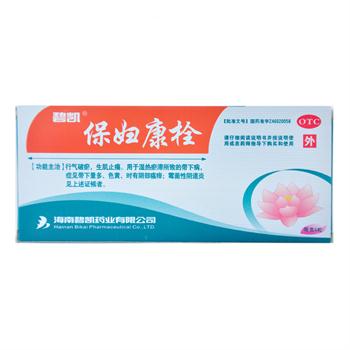 碧凯
保妇康栓
【批准文号】国药准字Z46020058
OTC
请仔细阅读说明书并按说明使
用或在药师指导下购买和使用
外
【功能主治】行气破瘀,生肌止痛。用于湿热瘀滞所致的带下病,
症见带下量多、色黄,时有阴部瘙痒;霉菌性阴道炎
见上述证候者。
海南碧凯药业有限公司
Hainan Bikai Pharmaceutical Co.,LTD.